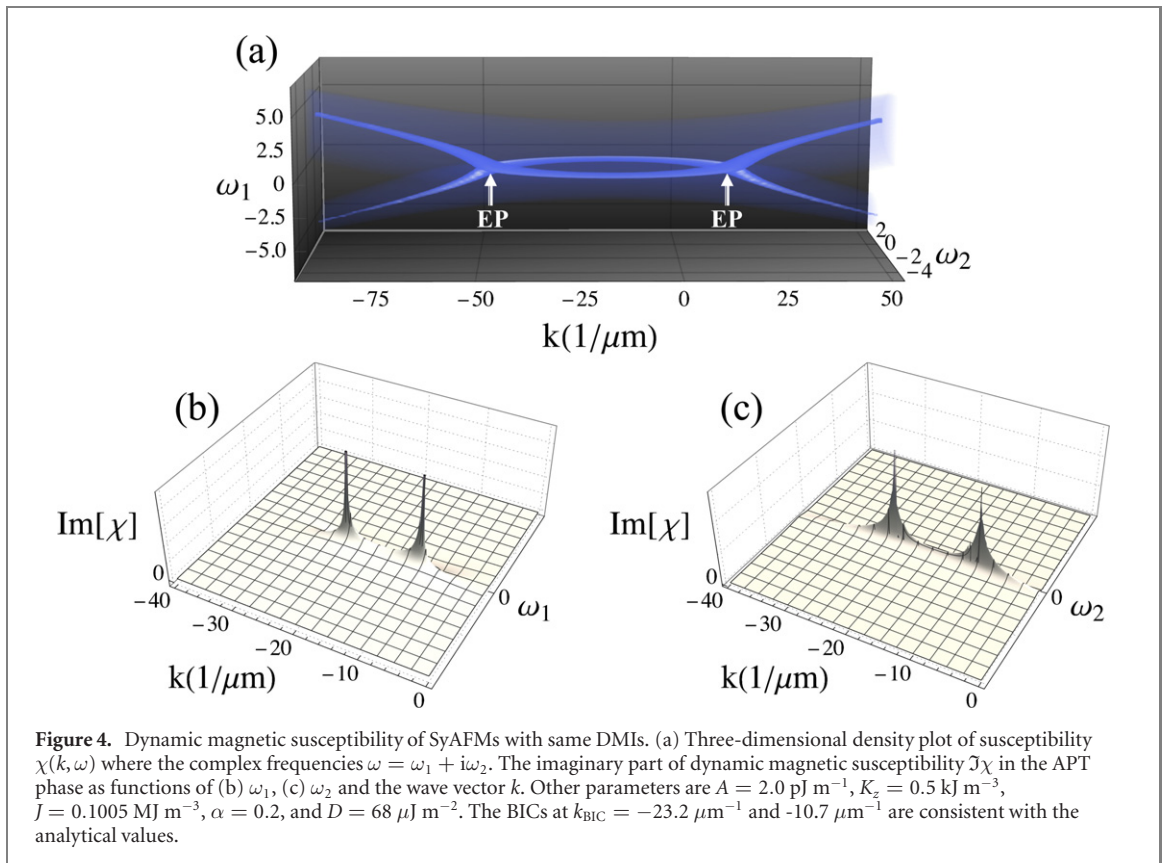 (a)
5.0
2.5
0
−2.5
−5.0
ω1
EP
EP
2
0
−2
−4
ω2
−75
−50
−25
0
25
50
k(1/μm)
(b)
Im[χ]
0
−40
−30
−20
−10
0
k(1/μm)
0
ω1
(c)
Im[χ]
0
−40
−30
−20
−10
0
k(1/μm)
0
ω2
Figure 4. Dynamic magnetic susceptibility of SyAFMs with same DMIs. (a) Three-dimensional density plot of susceptibility
χ(k, ω) where the complex frequencies ω = ω1 + iω2. The imaginary part of dynamic magnetic susceptibility ℑχ in the APT
phase as functions of (b) ω1, (c) ω2 and the wave vector k. Other parameters are A = 2.0 pJ m−1, Kz = 0.5 kJ m−3,
J = 0.1005 MJ m−3, α = 0.2, and D = 68 μJ m−2. The BICs at kBIC = −23.2 μm−1 and -10.7 μm−1 are consistent with the
analytical values.